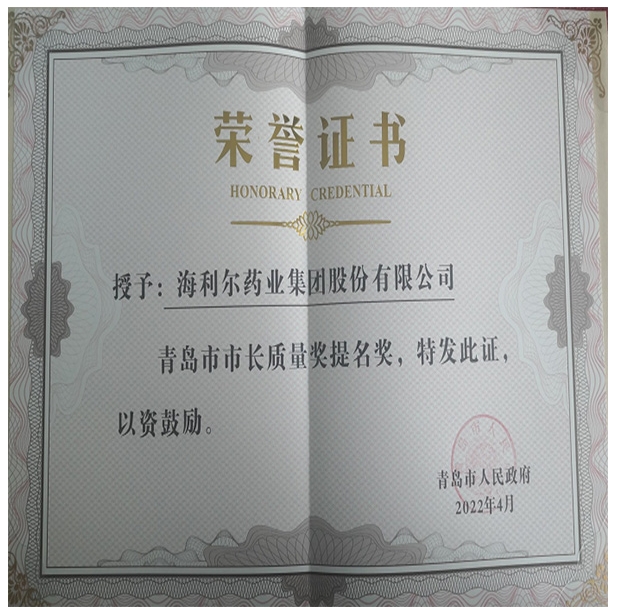 荣誉证书
HONORARY CREDENTIAL
授予：海利尔药业集团股份有限公司
青岛市市长质量奖提名奖，特发此证，
以资鼓励。
青岛市人民政府
2022年4月